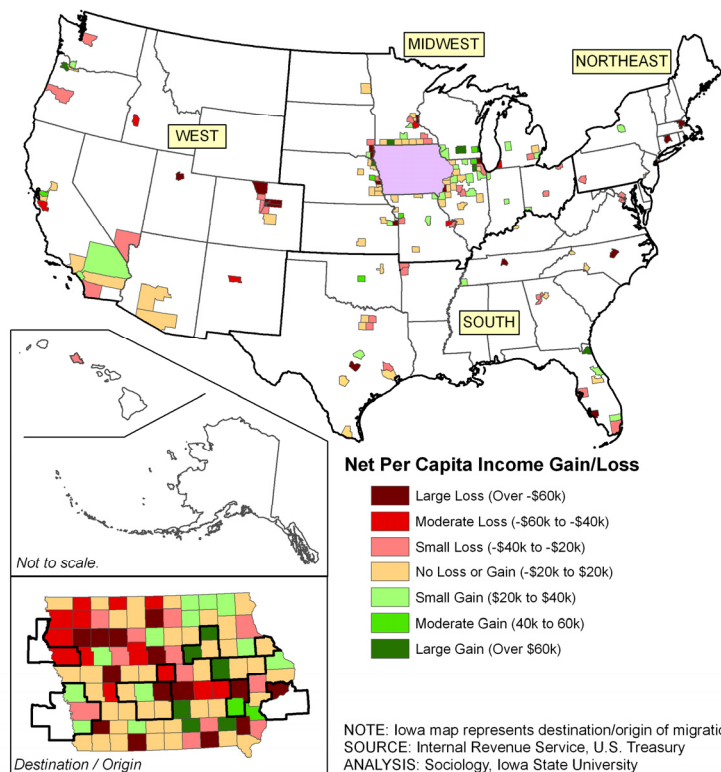 MIDWEST
NORTHEAST
WEST
SOUTH
Net Per Capita Income Gain/Loss
Large Loss (Over -$60k)
Moderate Loss (-$60k to -$40k)
Small Loss (-$40k to -$20k)
No Loss or Gain (-$20k to $20k)
Small Gain ($20k to $40k)
Moderate Gain (40k to 60k)
Large Gain (Over $60k)
Not to scale.
Destination / Origin
NOTE: Iowa map represents destination/origin of migratio
SOURCE: Internal Revenue Service, U.S. Treasury
ANALYSIS: Sociology, Iowa State University